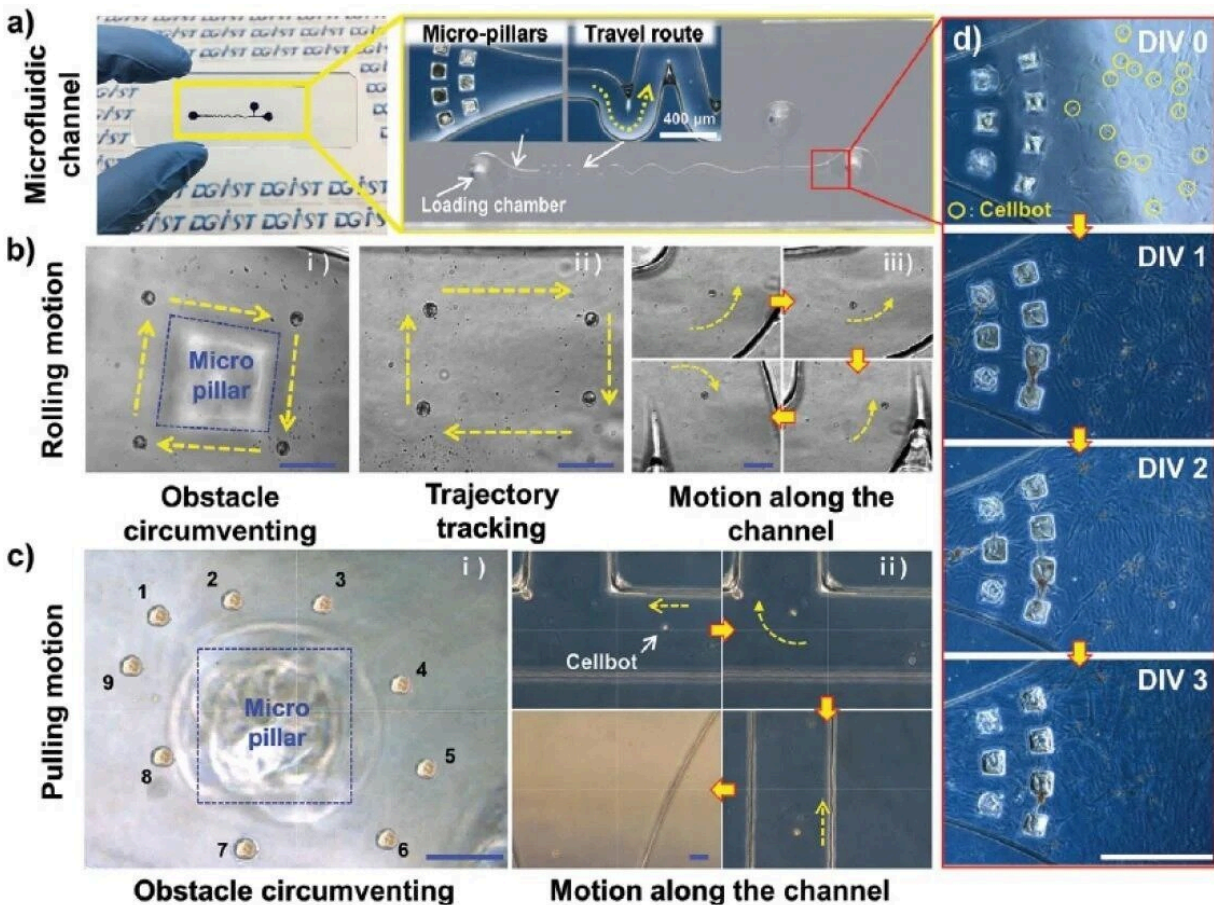 a)
Microfluidic
channel
DGIST DGIST DGIST DGIST
Micro-pillars
Travel route
400 µm
Loading chamber
d)
DIV 0
O: Cellbot
DIV 1
DIV 2
DIV 3
b)
Rolling motion
i)
Micro
pillar
ii)
iii)
Obstacle
circumventing
Trajectory
tracking
Motion along the
channel
c)
Pulling motion
i)
1
2
3
4
5
6
7
8
9
Micro
pillar
ii)
Cellbot
Obstacle circumventing
Motion along the channel